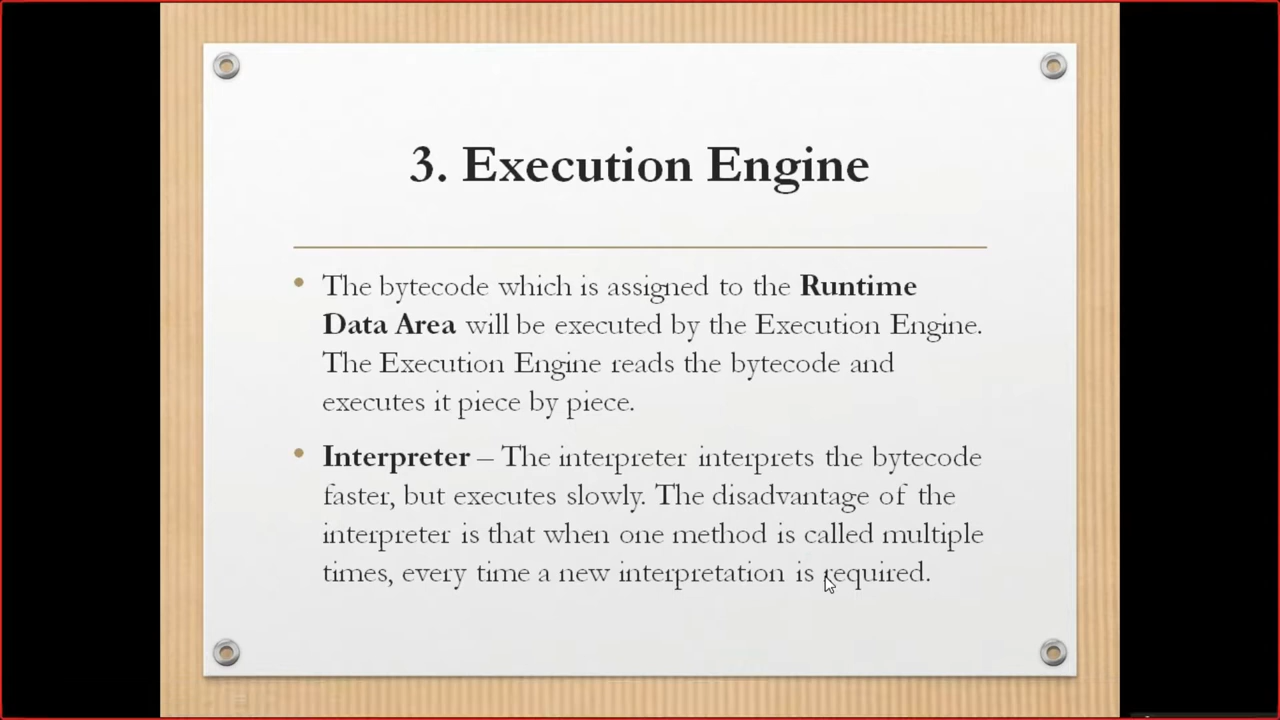 3. Execution Engine
• The bytecode which is assigned to the Runtime
Data Area will be executed by the Execution Engine.
The Execution Engine reads the bytecode and
executes it piece by piece.
• Interpreter – The interpreter interprets the bytecode
faster, but executes slowly. The disadvantage of the
interpreter is that when one method is called multiple
times, every time a new interpretation is required.